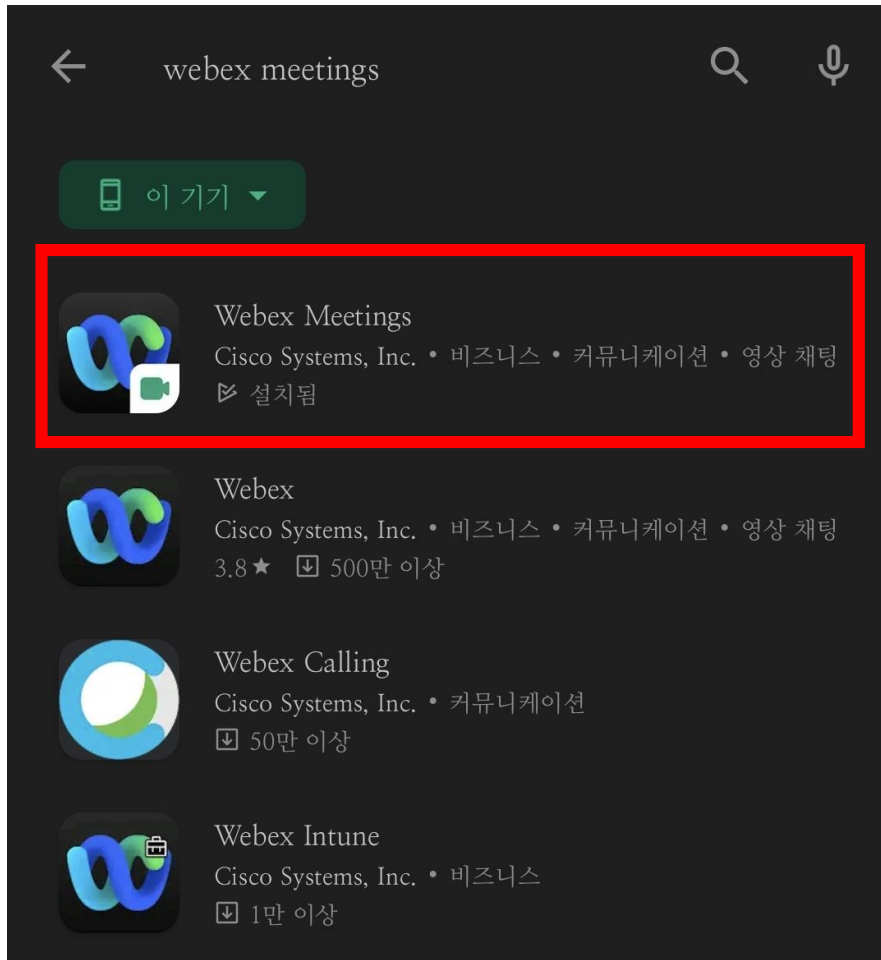 webex meetings
이 기기
Webex Meetings
Cisco Systems, Inc. • 비즈니스 • 커뮤니케이션 • 영상 채팅
설치됨
Webex
Cisco Systems, Inc. • 비즈니스 • 커뮤니케이션 • 영상 채팅
3.8★ 500만 이상
Webex Calling
Cisco Systems, Inc. • 커뮤니케이션
50만 이상
Webex Intune
Cisco Systems, Inc. • 비즈니스
1만 이상